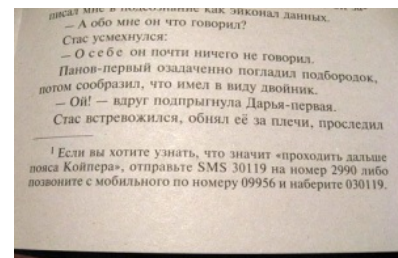 писал мне в подсознание как эйконал данных.
— А обо мне он что говорил?
Стас усмехнулся:
— О себе он почти ничего не говорил.
Панов-первый озадаченно погладил подбородок,
потом сообразил, что имел в виду двойник.
— Ой! — вдруг подпрыгнула Дарья-первая.
Стас встревожился, обнял её за плечи, проследил
¹ Если вы хотите узнать, что значит «проходить дальше
пояса Койпера», отправьте SMS 30119 на номер 2990 либо
позвоните с мобильного по номеру 09956 и наберите 030119.